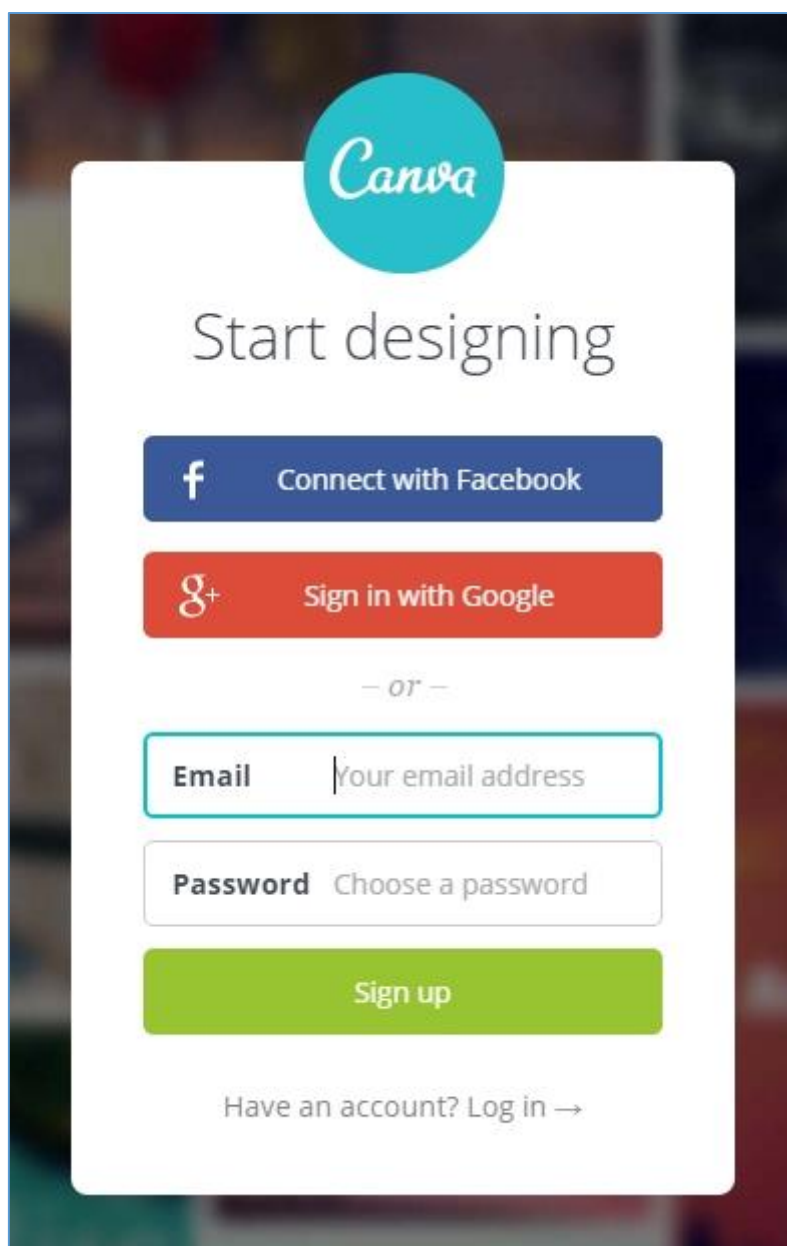 Canva
Start designing
f Connect with Facebook
g+ Sign in with Google
– or –
Email Your email address
Password Choose a password
Sign up
Have an account? Log in →